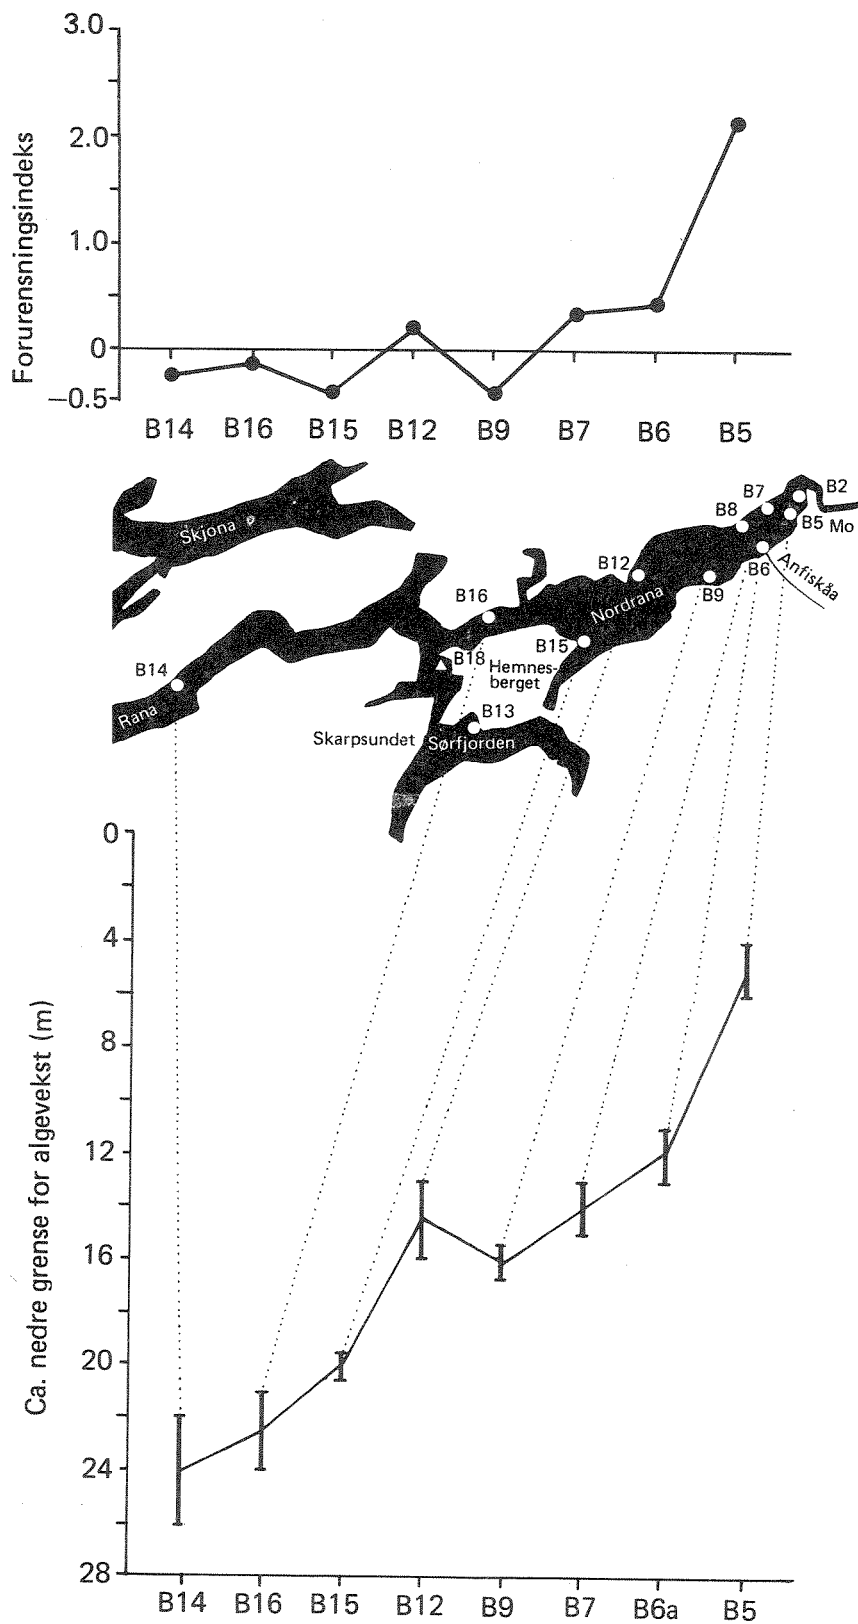 3.0
2.0
1.0
0
−0.5
Forurensningsindeks
B14 B16 B15 B12 B9 B7 B6 B5
Skjona
B7
B2
B8
B5
Mo
B12
B6
Anfiskåa
B16
Nordrana
B9
B15
B14
B18
Hemnes-
berget
Rana
B13
Skarpsundet
Sørfjorden
0
4
8
12
16
20
24
28
Ca. nedre grense for algevekst (m)
B14 B16 B15 B12 B9 B7 B6a B5